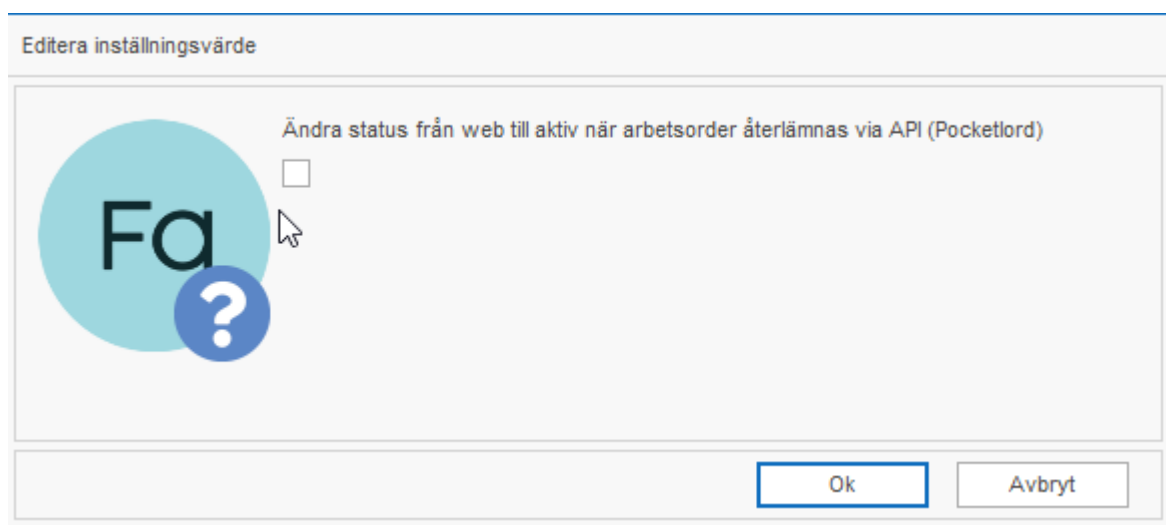 Editera inställningsvärde
Ändra status från web till aktiv när arbetsorder återlämnas via API (Pocketlord)
Fa
?
Ok
Avbryt